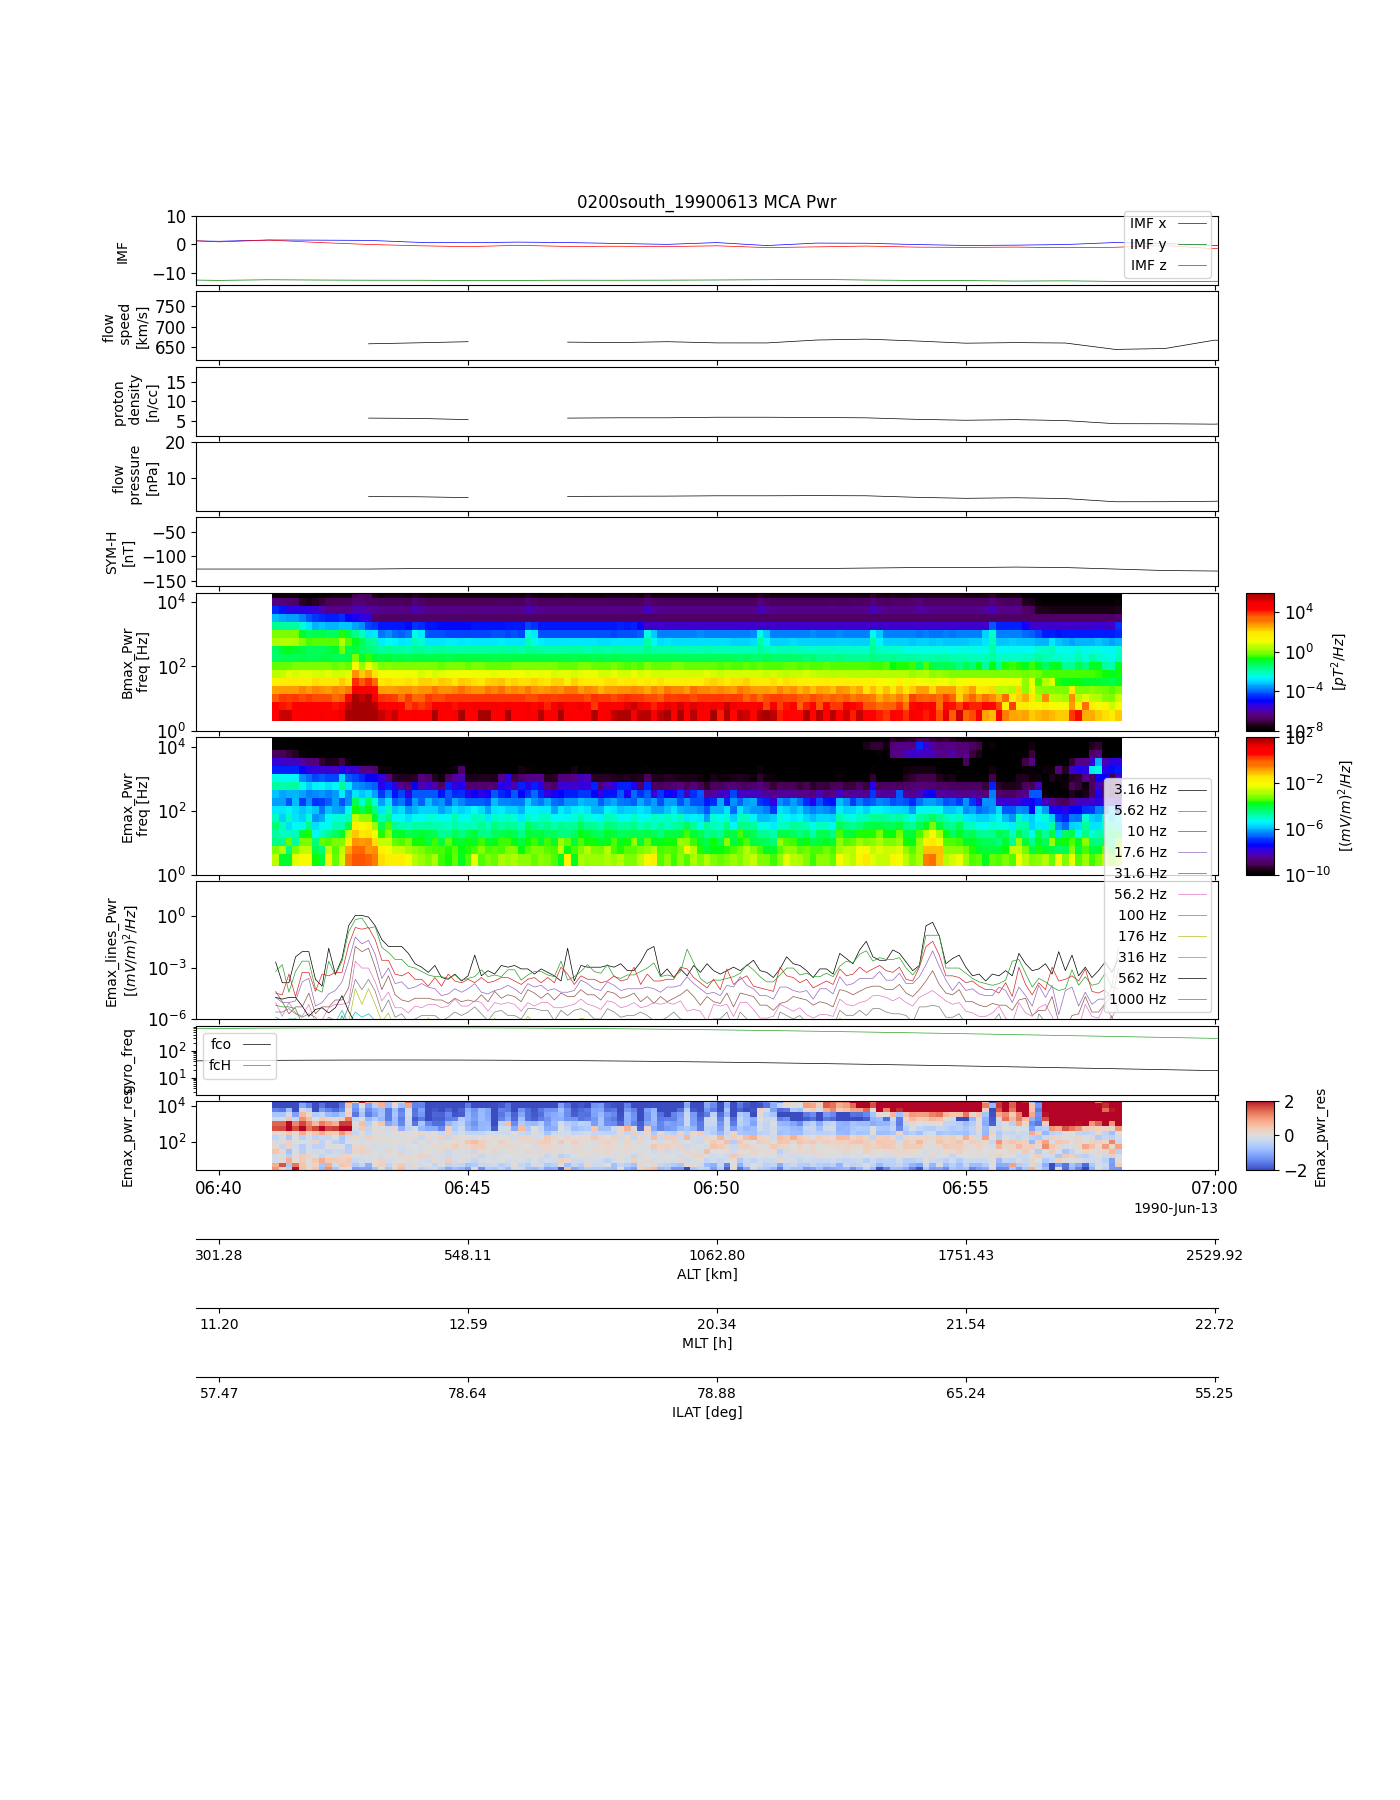 0200south_19900613 MCA Pwr
10
0
−10
IMF
IMF x
IMF y
IMF z
750
700
650
flow
speed
[km/s]
15
10
5
proton
density
[n/cc]
20
10
flow
pressure
[nPa]
−50
−100
−150
SYM-H
[nT]
10^4
10^2
10^0
Bmax_Pwr
freq [Hz]
10^4
10^0
10^−4
10^−8
[pT^2/Hz]
10^4
10^2
10^0
Emax_Pwr
freq [Hz]
10^2
10^−2
10^−6
10^−10
[(mV/m)^2/Hz]
3.16 Hz
5.62 Hz
10 Hz
17.6 Hz
31.6 Hz
56.2 Hz
100 Hz
176 Hz
316 Hz
562 Hz
1000 Hz
10^0
10^−3
10^−6
Emax_lines_Pwr
[(mV/m)^2/Hz]
10^2
10^1
gyro_freq
fco
fcH
10^4
10^2
Emax_pwr_res
2
0
−2
Emax_pwr_res
06:40 06:45 06:50 06:55 07:00
1990-Jun-13
301.28 548.11 1062.80 1751.43 2529.92
ALT [km]
11.20 12.59 20.34 21.54 22.72
MLT [h]
57.47 78.64 78.88 65.24 55.25
ILAT [deg]